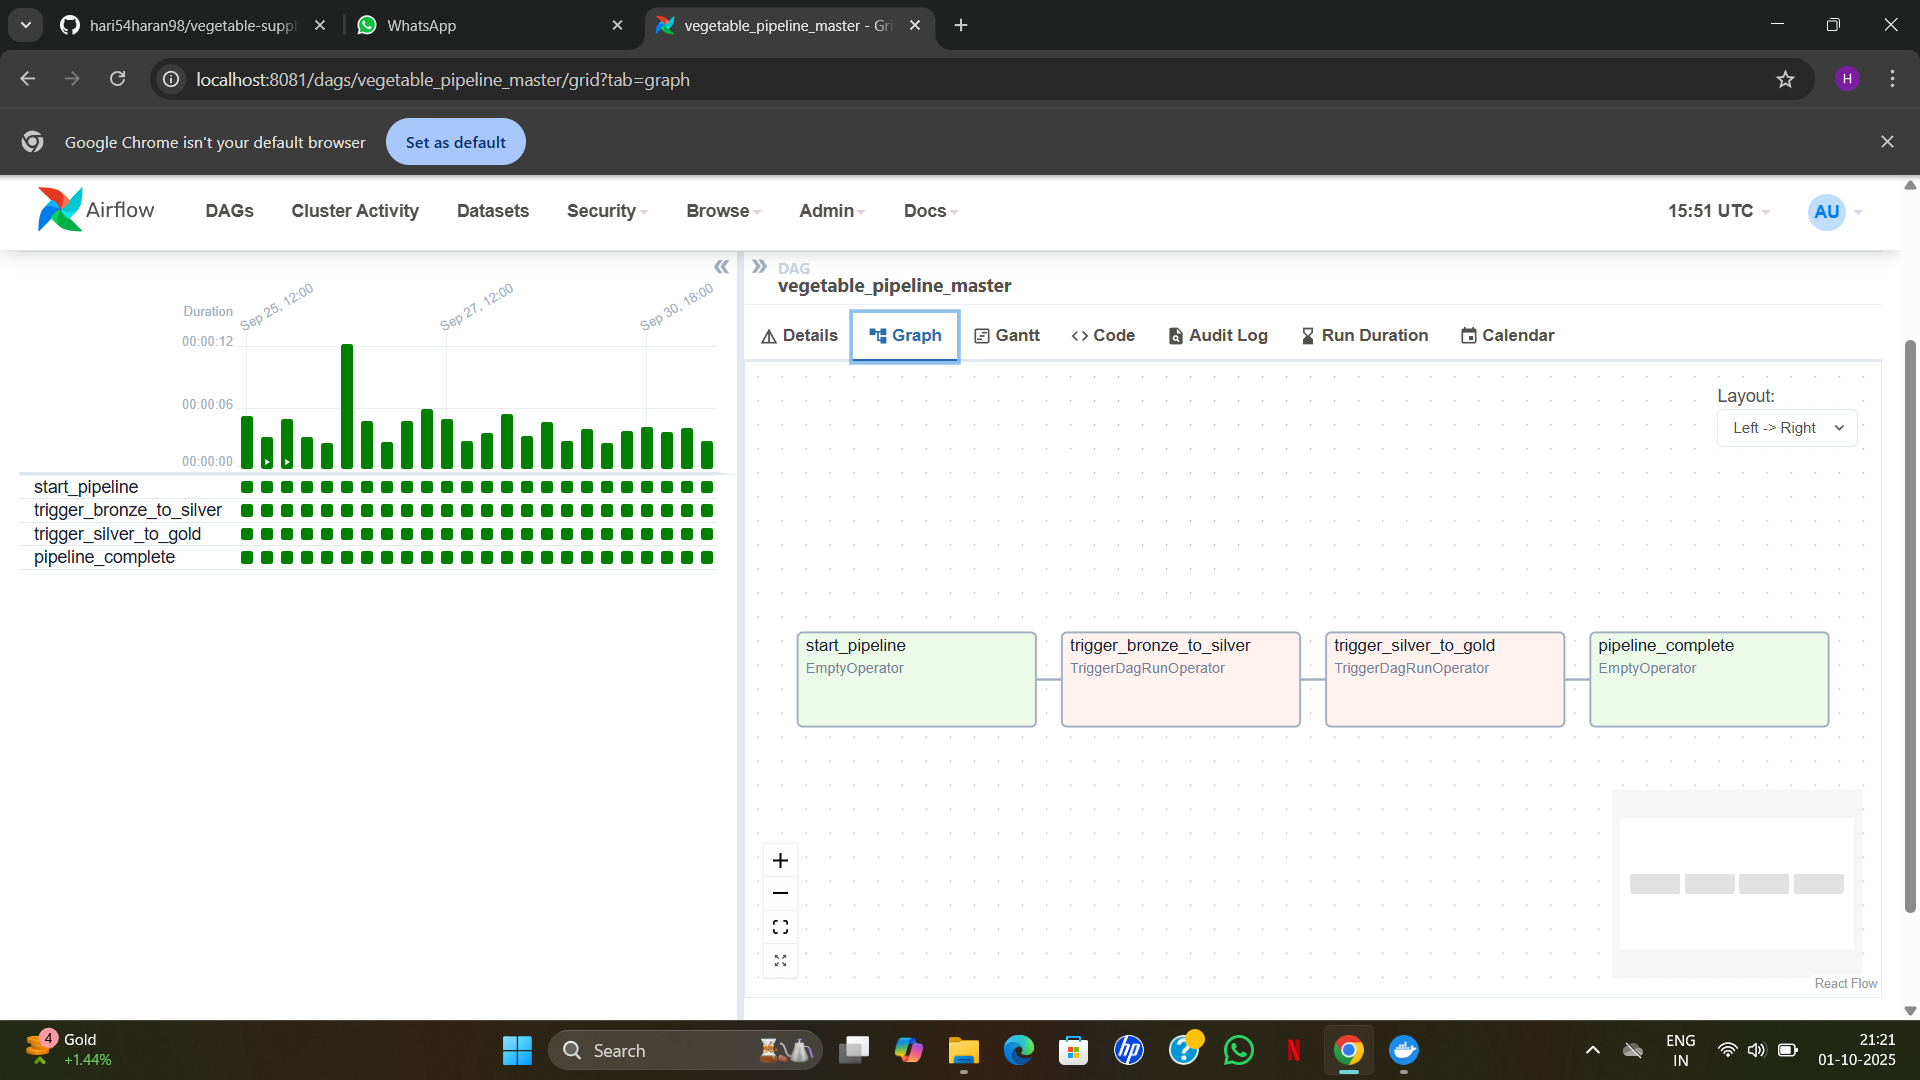 hari54haran98/vegetable-suppl
WhatsApp
vegetable_pipeline_master - Gri
localhost:8081/dags/vegetable_pipeline_master/grid?tab=graph
H
Google Chrome isn't your default browser
Set as default
Airflow
DAGs
Cluster Activity
Datasets
Security
Browse
Admin
Docs
15:51 UTC
AU
Duration
Sep 25, 12:00
Sep 27, 12:00
Sep 30, 18:00
00:00:12
00:00:06
00:00:00
start_pipeline
trigger_bronze_to_silver
trigger_silver_to_gold
pipeline_complete
DAG
vegetable_pipeline_master
Details
Graph
Gantt
Code
Audit Log
Run Duration
Calendar
Layout:
Left -> Right
start_pipeline
EmptyOperator
trigger_bronze_to_silver
TriggerDagRunOperator
trigger_silver_to_gold
TriggerDagRunOperator
pipeline_complete
EmptyOperator
React Flow
4
Gold
+1.44%
Search
hp
N
ENG
IN
21:21
01-10-2025